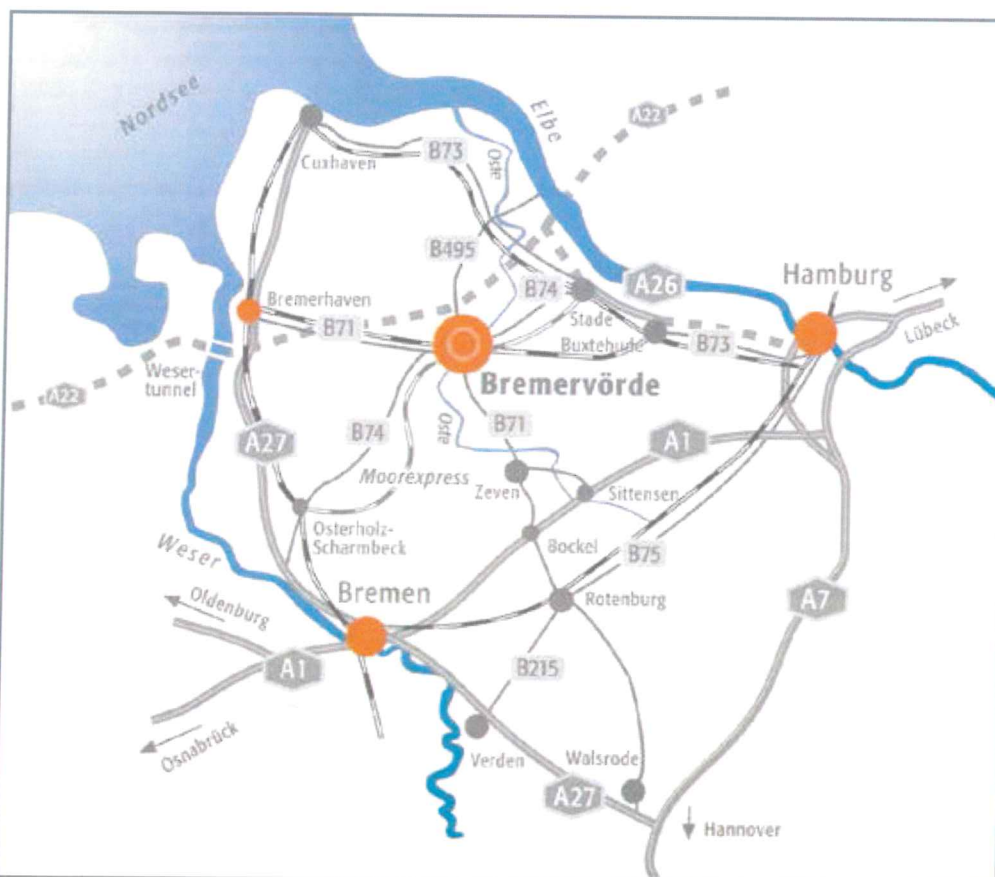 Nordsee
Elbe
A22
Cuxhaven
B73
Oste
B495
A26
Hamburg
Bremerhaven
B74
B71
Stade
Lübeck
Buxtehude
B73
Weser-
tunnel
Bremervörde
A22
Oste
B71
B74
A1
A27
Moorexpress
Zeven
Sittensen
Osterholz-
Scharmbeck
Bockel
B75
Weser
Bremen
Oldenburg
Rotenburg
A7
A1
B215
Osnabrück
Verden
Walsrode
A27
Hannover